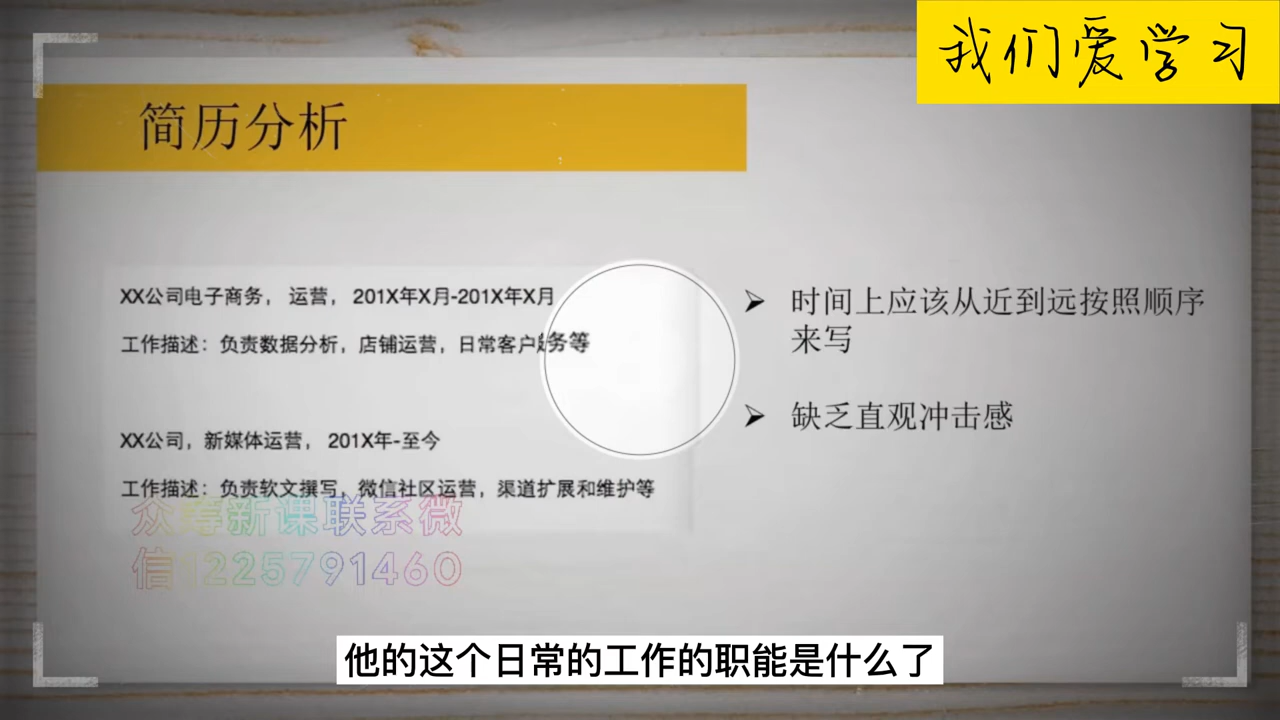 我们爱学习
简历分析
XX公司电子商务， 运营， 201X年X月-201X年X月
工作描述：负责数据分析，店铺运营，日常客户务等
XX公司，新媒体运营， 201X年-至今
工作描述：负责软文撰写，微信社区运营，渠道扩展和维护等
➢ 时间上应该从近到远按照顺序
来写
➢ 缺乏直观冲击感
众筹新课联系微
信1225791460
他的这个日常的工作的职能是什么了